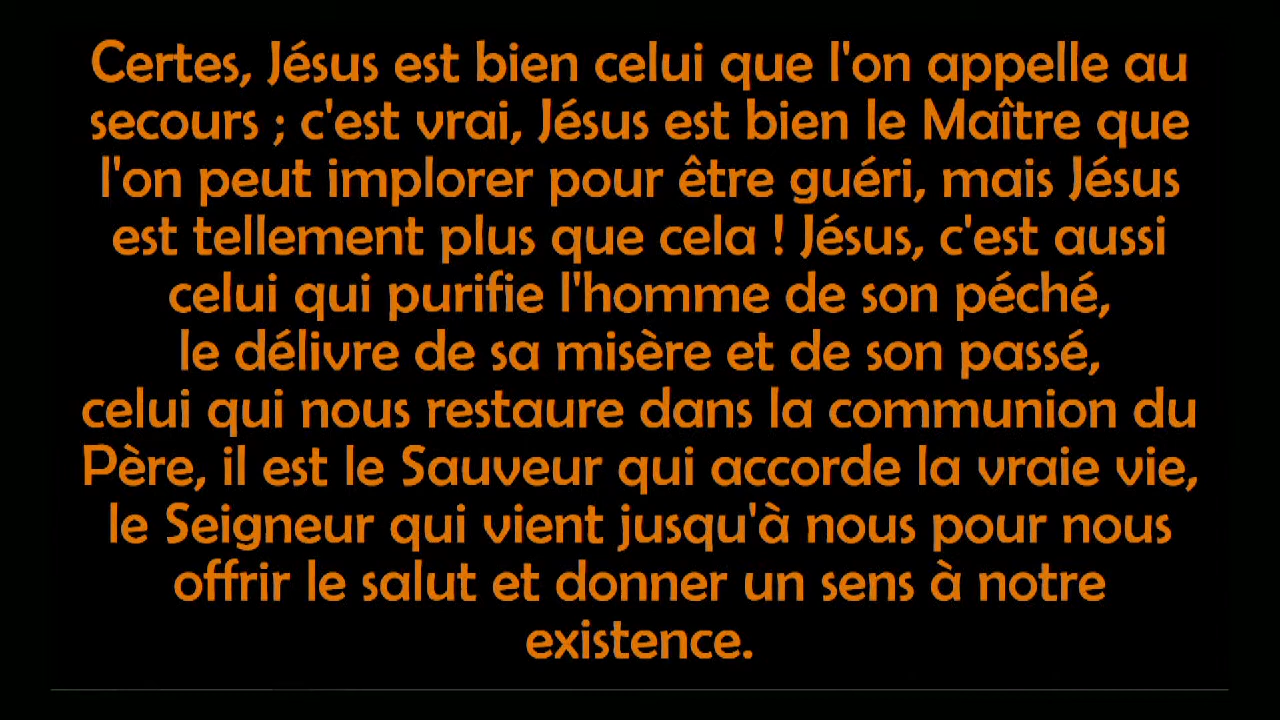 Certes, Jésus est bien celui que l'on appelle au
secours ; c'est vrai, Jésus est bien le Maître que
l'on peut implorer pour être guéri, mais Jésus
est tellement plus que cela ! Jésus, c'est aussi
celui qui purifie l'homme de son péché,
le délivre de sa misère et de son passé,
celui qui nous restaure dans la communion du
Père, il est le Sauveur qui accorde la vraie vie,
le Seigneur qui vient jusqu'à nous pour nous
offrir le salut et donner un sens à notre
existence.